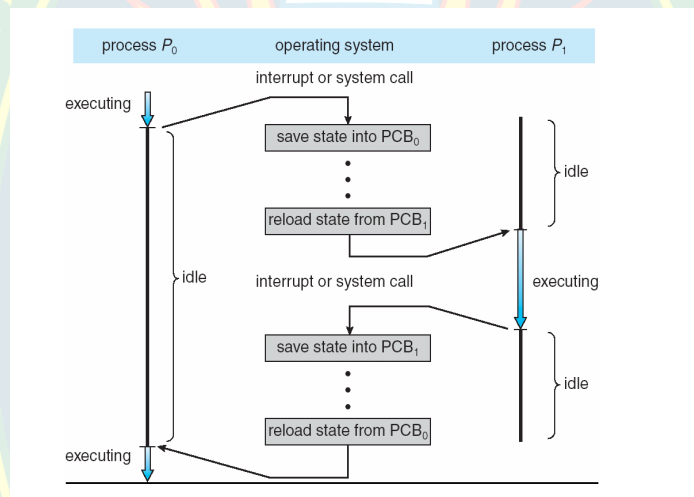 process P₀ operating system process P₁
interrupt or system call
executing
save state into PCB₀
idle
reload state from PCB₁
idle
interrupt or system call
executing
save state into PCB₁
idle
reload state from PCB₀
executing